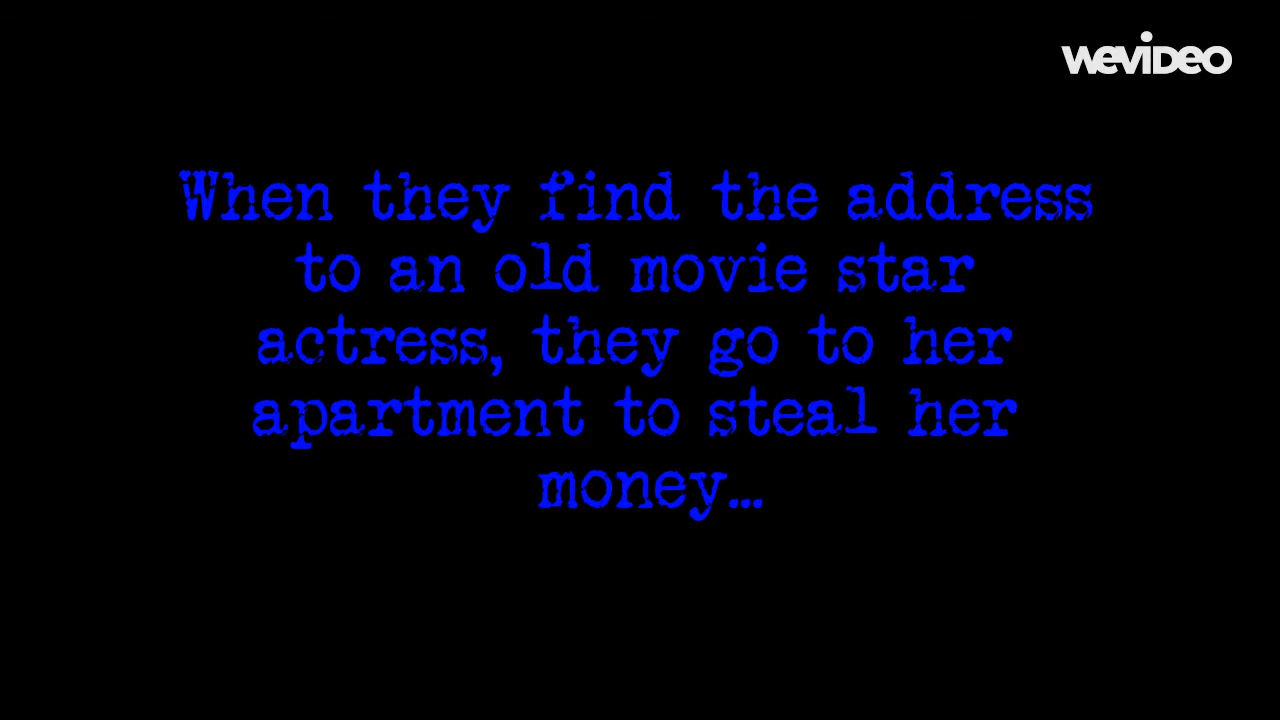 WEVIDEO
When they find the address
to an old movie star
actress, they go to her
apartment to steal her
money...